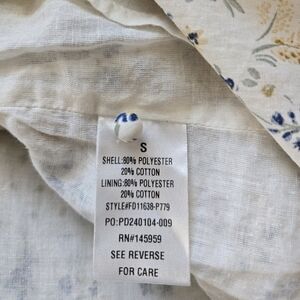 S
SHELL:80% POLYESTER
20% COTTON
LINING:80% POLYESTER
20% COTTON
STYLE#FD11638-P779
PO:PD240104-009
RN#145959
SEE REVERSE
FOR CARE